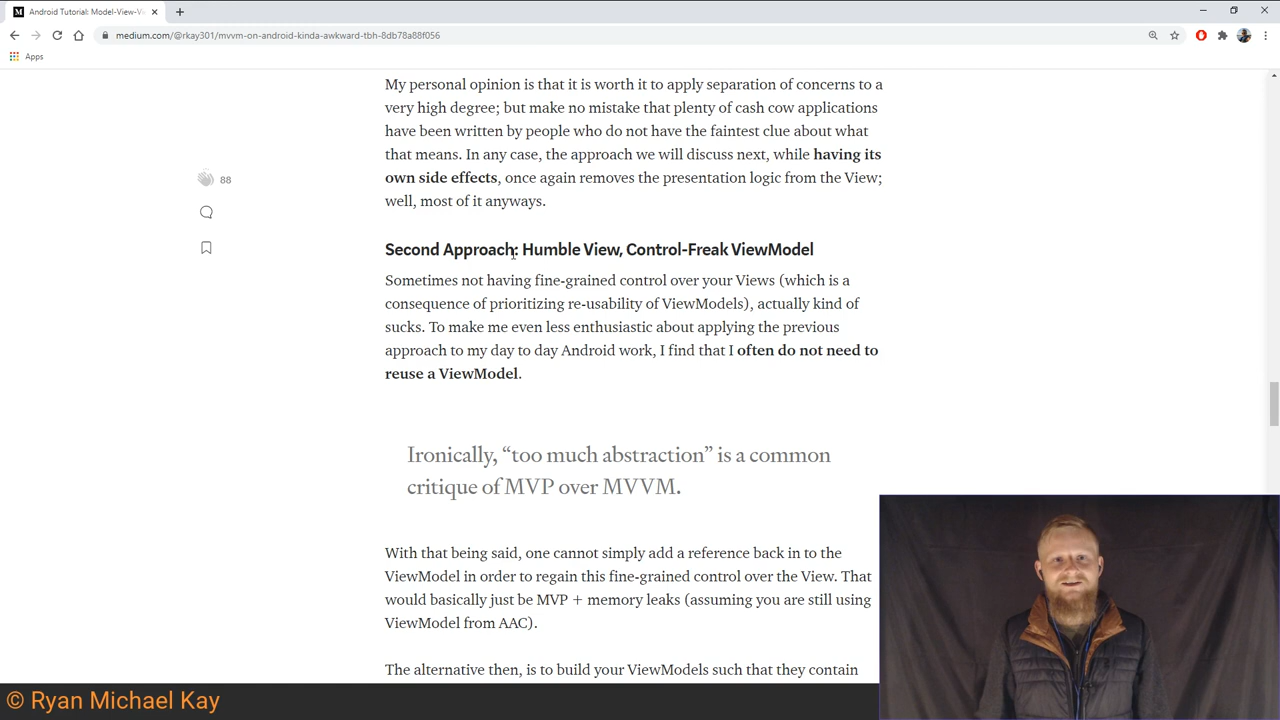 Android Tutorial: Model-View-V
medium.com/@rkay301/mvvm-on-android-kinda-awkward-tbh-8db78a88f056
Apps
My personal opinion is that it is worth it to apply separation of concerns to a
very high degree; but make no mistake that plenty of cash cow applications
have been written by people who do not have the faintest clue about what
that means. In any case, the approach we will discuss next, while having its
own side effects, once again removes the presentation logic from the View;
well, most of it anyways.
88
Second Approach: Humble View, Control-Freak ViewModel
Sometimes not having fine-grained control over your Views (which is a
consequence of prioritizing re-usability of ViewModels), actually kind of
sucks. To make me even less enthusiastic about applying the previous
approach to my day to day Android work, I find that I often do not need to
reuse a ViewModel.
Ironically, “too much abstraction” is a common
critique of MVP over MVVM.
With that being said, one cannot simply add a reference back in to the
ViewModel in order to regain this fine-grained control over the View. That
would basically just be MVP + memory leaks (assuming you are still using
ViewModel from AAC).
The alternative then, is to build your ViewModels such that they contain
© Ryan Michael Kay